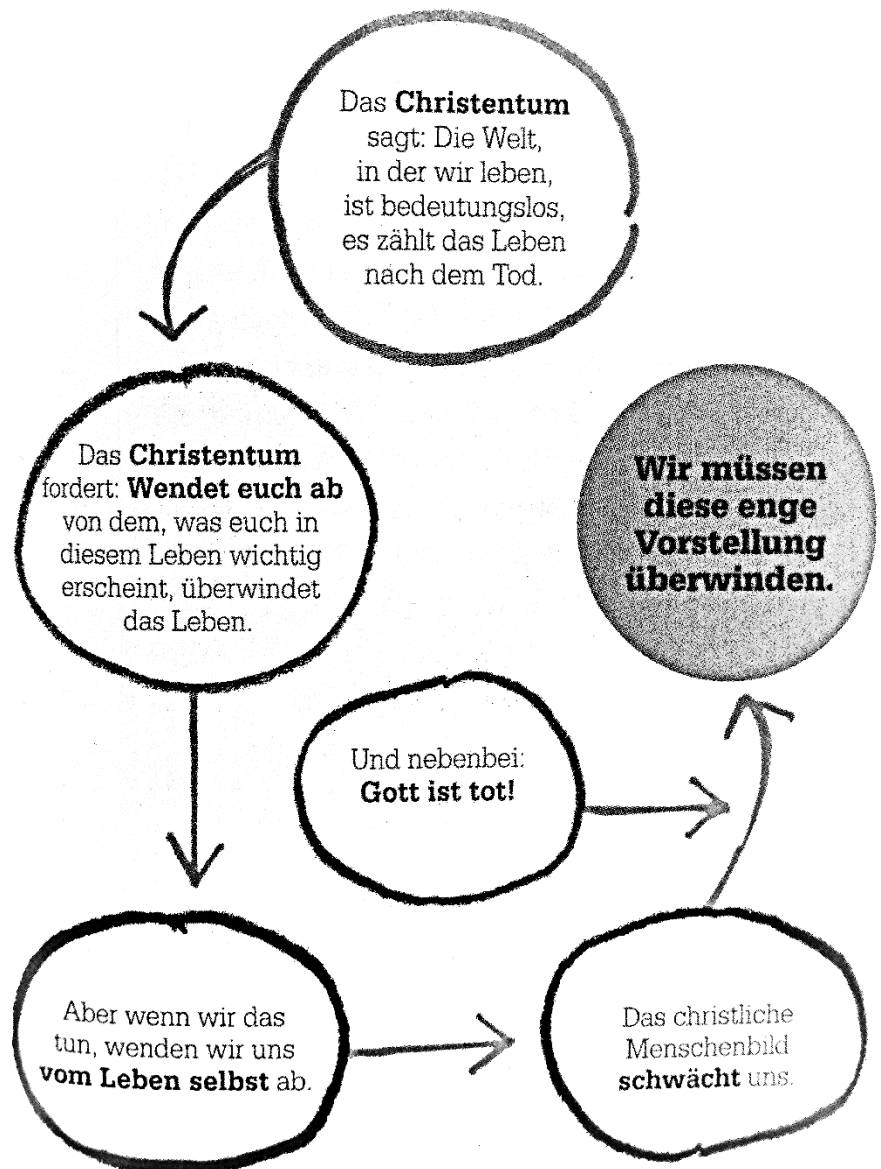 Das Christentum
sagt: Die Welt,
in der wir leben,
ist bedeutungslos,
es zählt das Leben
nach dem Tod.
Das Christentum
fordert: Wendet euch ab
von dem, was euch in
diesem Leben wichtig
erscheint, überwindet
das Leben.
Aber wenn wir das
tun, wenden wir uns
vom Leben selbst ab.
Das christliche
Menschenbild
schwächt uns.
Und nebenbei:
Gott ist tot!
Wir müssen
diese enge
Vorstellung
überwinden.